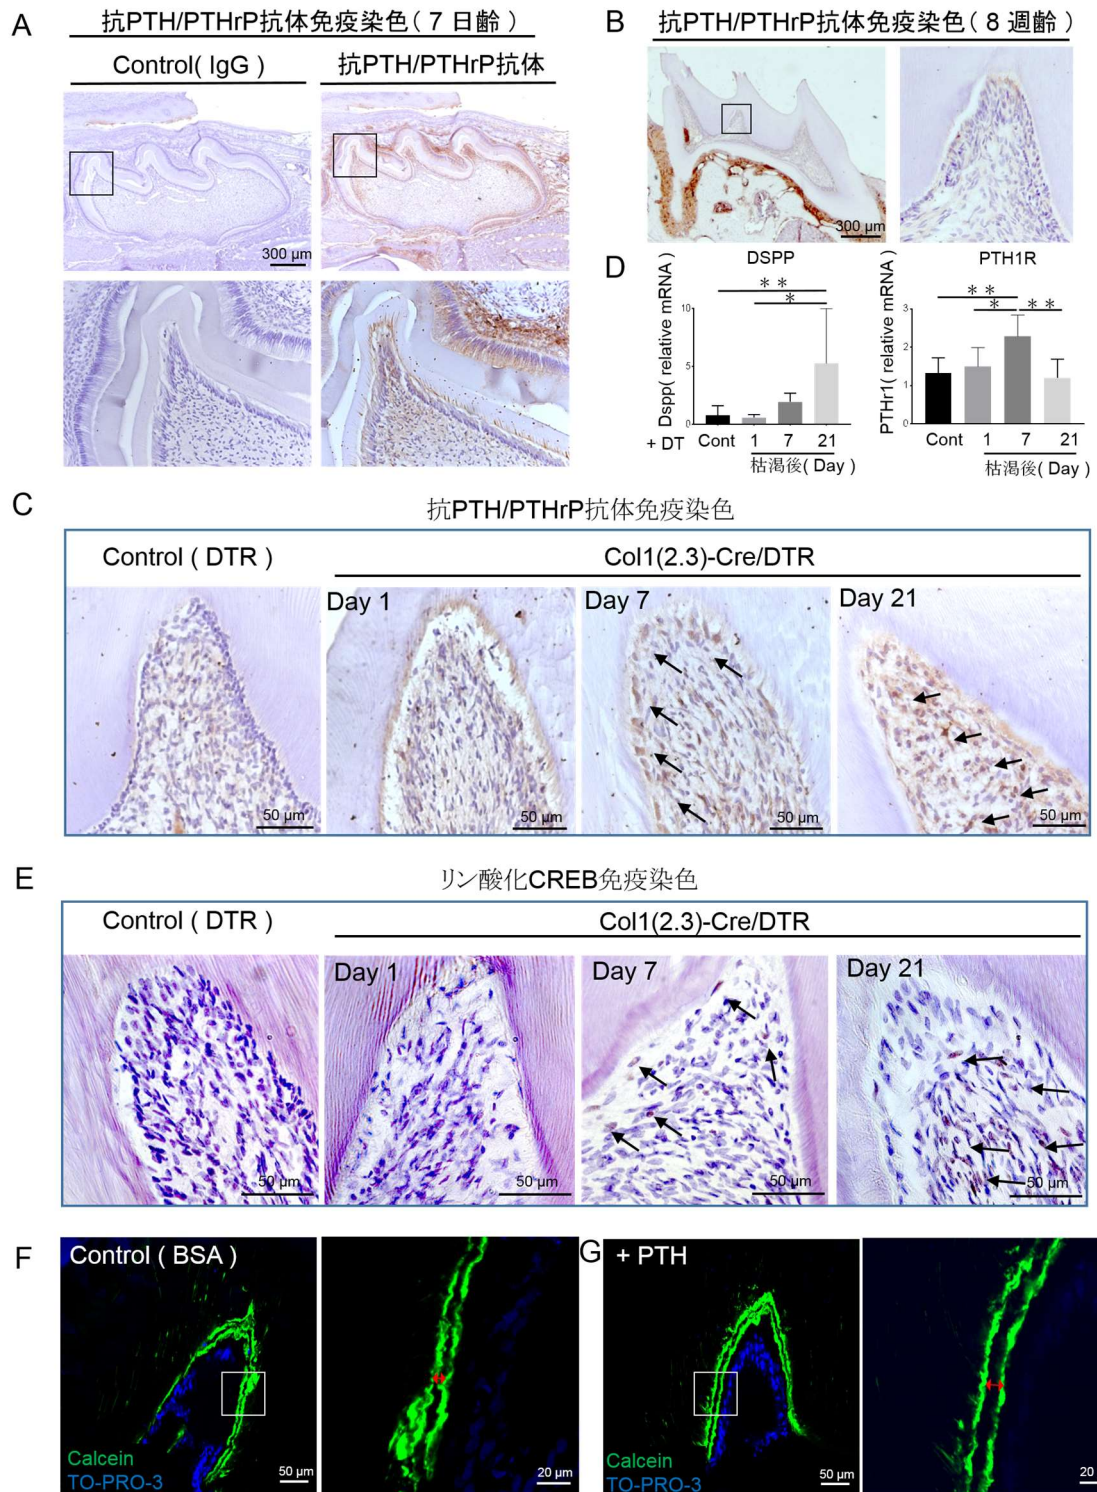 A
抗PTH/PTHrP抗体免疫染色(7日齢)
Control(IgG)
抗PTH/PTHrP抗体
300 µm
B
抗PTH/PTHrP抗体免疫染色(8週齢)
300 µm
D
DSPP
Dspp(relative mRNA)
10
5
0
**
*
+ DT
Cont
1
7
21
枯渇後(Day)
PTH1R
PTHr1(relative mRNA)
3
2
1
0
**
*
**
Cont
1
7
21
枯渇後(Day)
C
抗PTH/PTHrP抗体免疫染色
Control(DTR)
Col1(2.3)-Cre/DTR
Day 1
Day 7
Day 21
50 µm
50 µm
50 µm
50 µm
E
リン酸化CREB免疫染色
Control(DTR)
Col1(2.3)-Cre/DTR
Day 1
Day 7
Day 21
50 µm
50 µm
50 µm
50 µm
F
Control(BSA)
Calcein
TO-PRO-3
50 µm
20 µm
G
+ PTH
Calcein
TO-PRO-3
50 µm
20